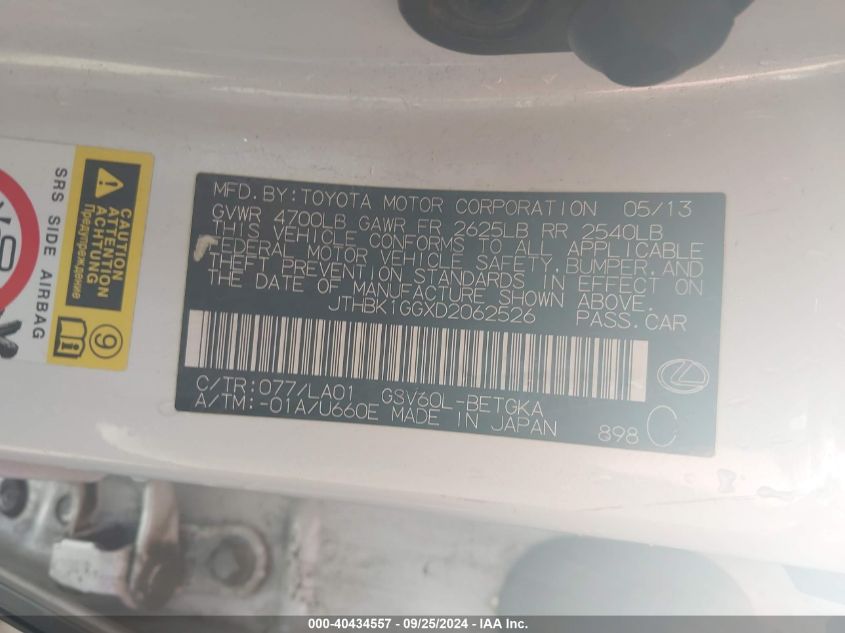 MFD. BY: TOYOTA MOTOR CORPORATION 05/13
GVWR 4700LB GAWR FR 2625LB RR 2540LB
THIS VEHICLE CONFORMS TO ALL APPLICABLE
FEDERAL MOTOR VEHICLE SAFETY, BUMPER, AND
THEFT PREVENTION STANDARDS IN EFFECT ON
THE DATE OF MANUFACTURE SHOWN ABOVE.
JTHBK1GGXD2062526 PASS. CAR
C/TR: 077/LA01 GSV60L-BETGKA
A/TM: -01A/U660E MADE IN JAPAN
898 C
SRS SIDE AIRBAG
CAUTION
ATTENTION
ACHTUNG
Предупреждение
9
000-40434557 - 09/25/2024 - IAA Inc.